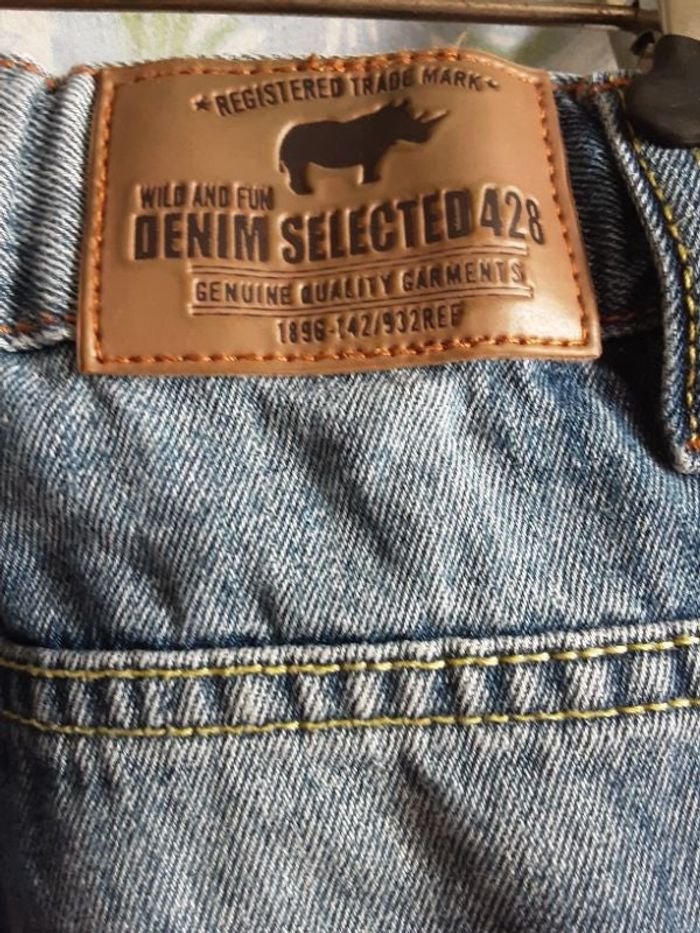 REGISTERED TRADE MARK
WILD AND FUN
DENIM SELECTED 428
GENUINE QUALITY GARMENTS
1896-142/932REF